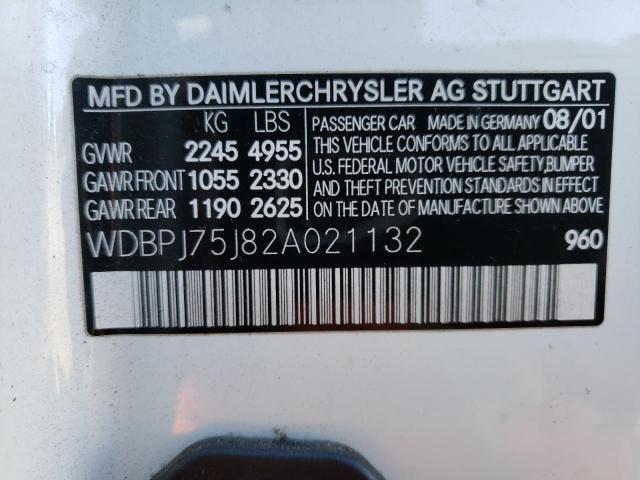 MFD BY DAIMLERCHRYSLER AG STUTTGART
KG LBS
GVWR 2245 4955
GAWR FRONT 1055 2330
GAWR REAR 1190 2625
PASSENGER CAR MADE IN GERMANY 08/01
THIS VEHICLE CONFORMS TO ALL APPLICABLE
U.S. FEDERAL MOTOR VEHICLE SAFETY, BUMPER
AND THEFT PREVENTION STANDARDS IN EFFECT
ON THE DATE OF MANUFACTURE SHOWN ABOVE
WDBPJ75J82A021132 960